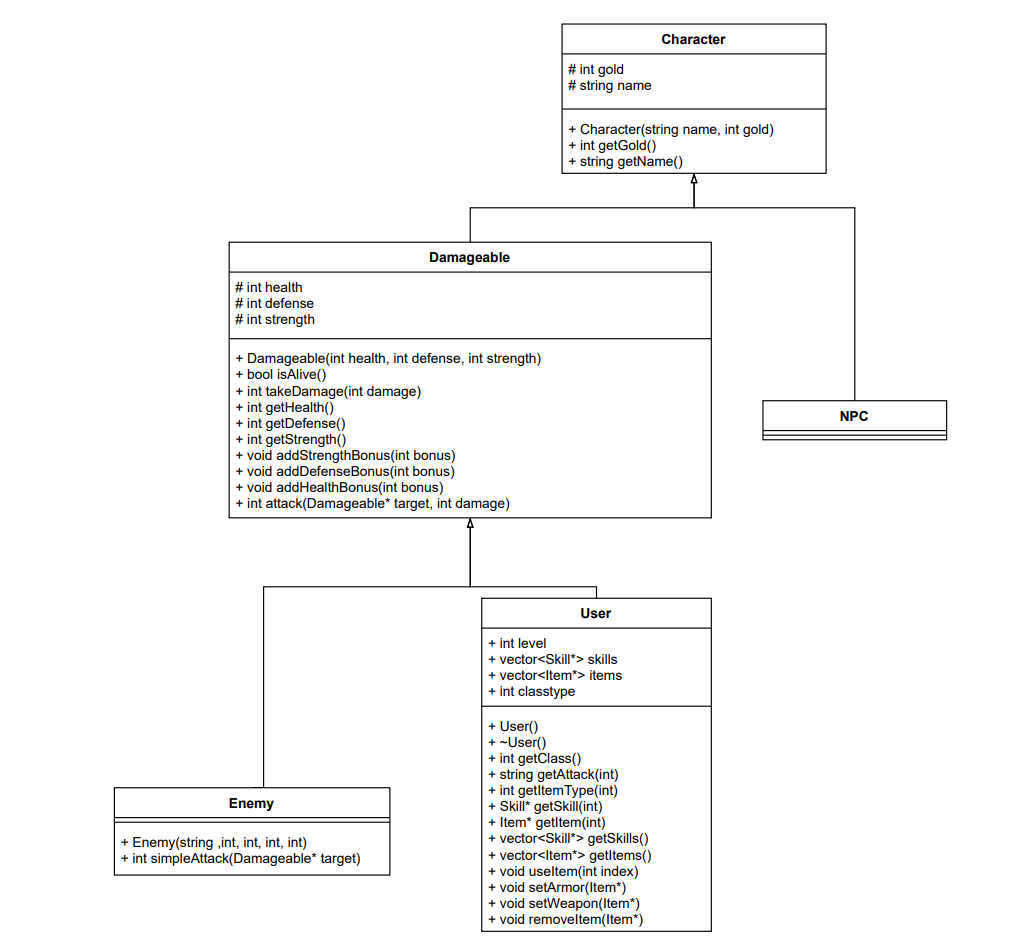 Character
# int gold
# string name
+ Character(string name, int gold)
+ int getGold()
+ string getName()
Damageable
# int health
# int defense
# int strength
+ Damageable(int health, int defense, int strength)
+ bool isAlive()
+ int takeDamage(int damage)
+ int getHealth()
+ int getDefense()
+ int getStrength()
+ void addStrengthBonus(int bonus)
+ void addDefenseBonus(int bonus)
+ void addHealthBonus(int bonus)
+ int attack(Damageable* target, int damage)
NPC
User
+ int level
+ vector<Skill*> skills
+ vector<Item*> items
+ int classtype
+ User()
+ ~User()
+ int getClass()
+ string getAttack(int)
+ int getItemType(int)
+ Skill* getSkill(int)
+ Item* getItem(int)
+ vector<Skill*> getSkills()
+ vector<Item*> getItems()
+ void useItem(int index)
+ void setArmor(Item*)
+ void setWeapon(Item*)
+ void removeItem(Item*)
Enemy
+ Enemy(string ,int, int, int, int)
+ int simpleAttack(Damageable* target)